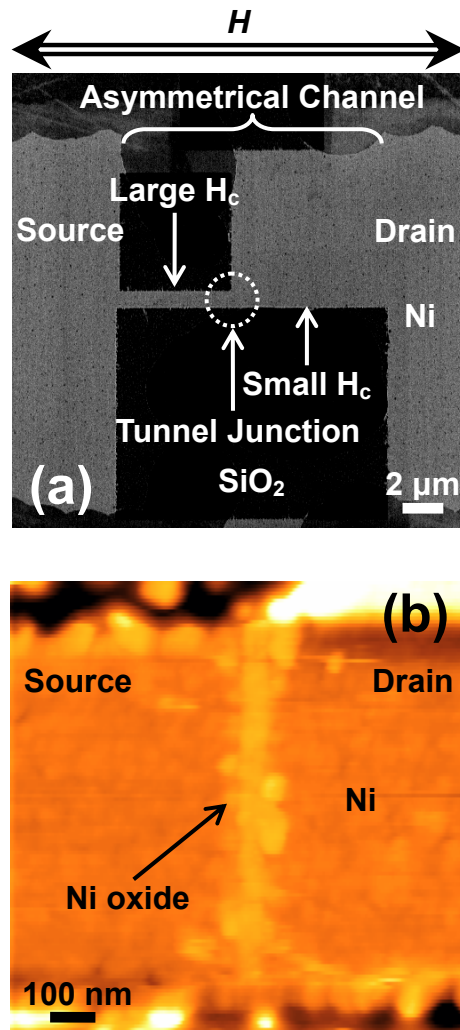 H
Asymmetrical Channel
Large Hc
Source
Drain
Ni
Small Hc
Tunnel Junction
SiO2
(a)
2 μm
(b)
Source
Drain
Ni
Ni oxide
100 nm